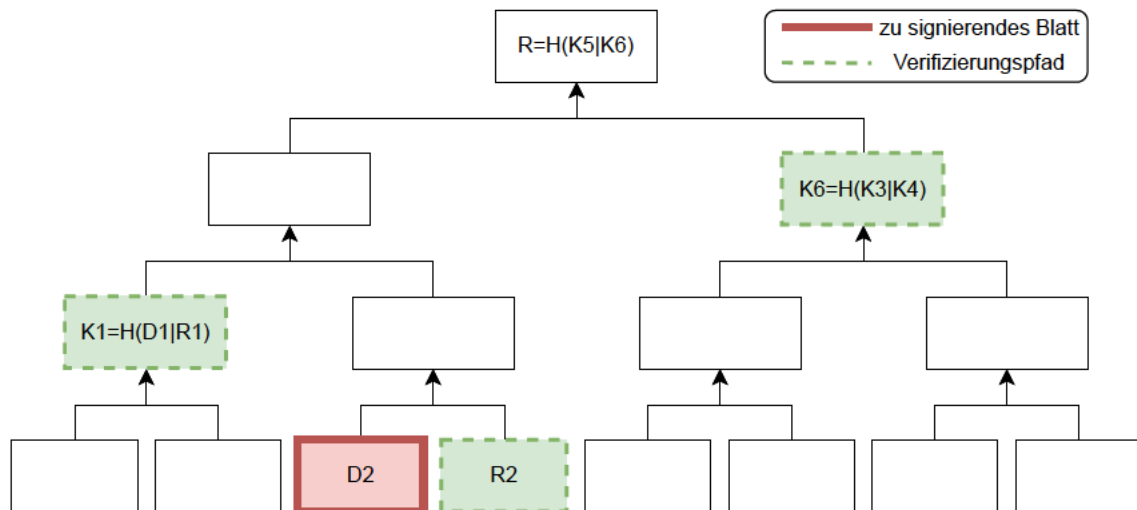 R=H(K5|K6)
zu signierendes Blatt
Verifizierungspfad
K6=H(K3|K4)
K1=H(D1|R1)
D2
R2